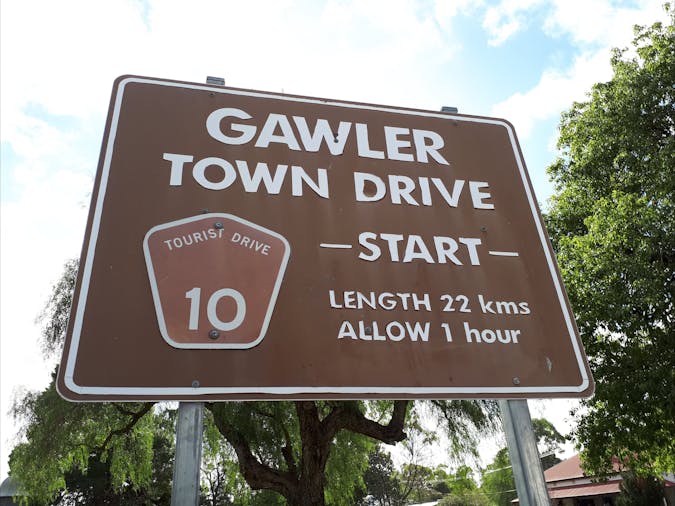 GAWLER
TOWN DRIVE
TOURIST DRIVE
10
– START –
LENGTH 22 kms
ALLOW 1 hour